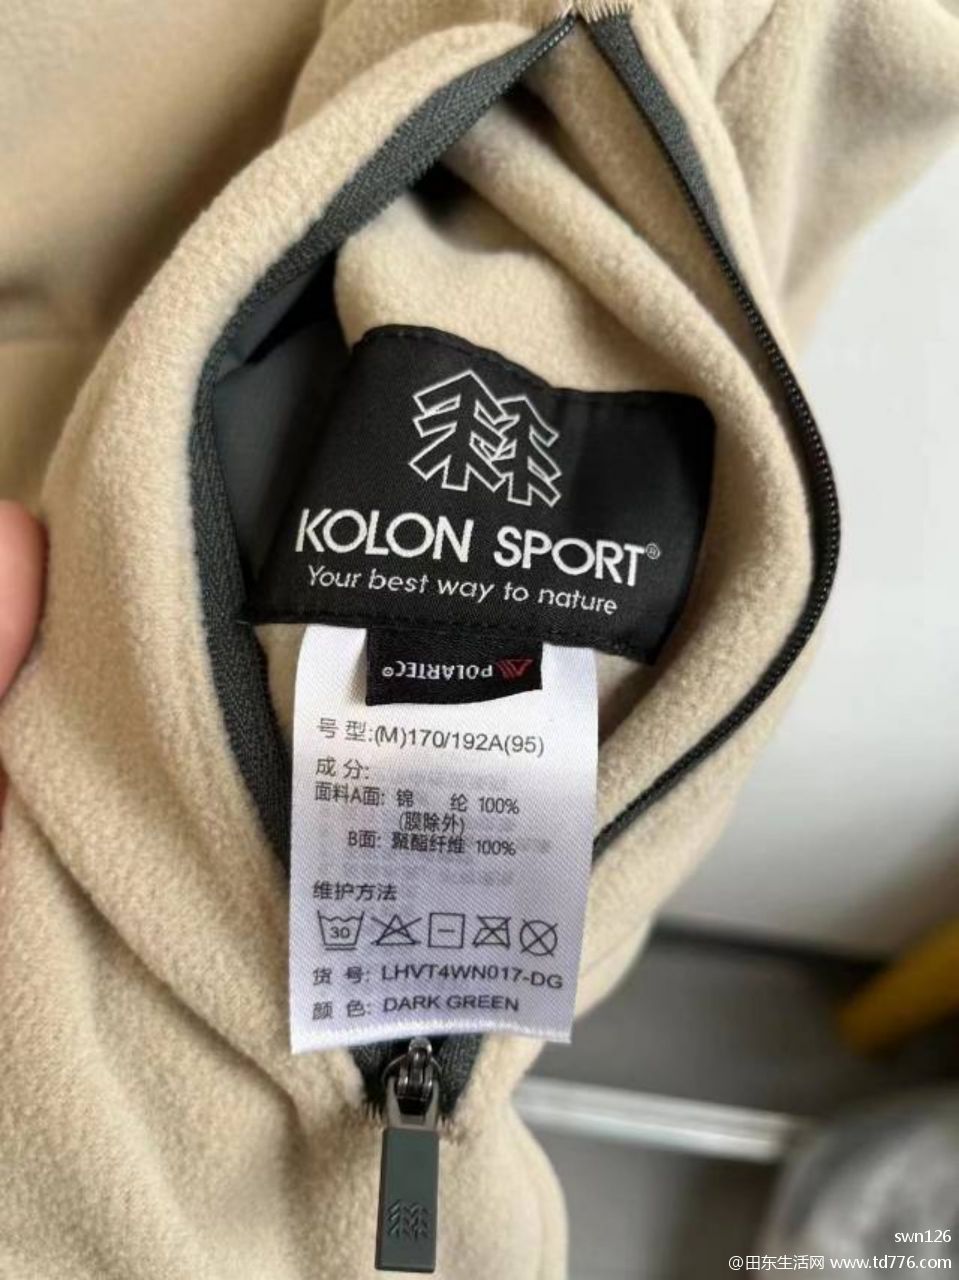 KOLON SPORT®
Your best way to nature
POLARTEC®
号 型:(M)170/192A(95)
成 分:
面料A面: 锦 纶 100%
(膜除外)
B面: 聚酯纤维 100%
维护方法
30
货 号: LHVT4WN017-DG
颜 色: DARK GREEN
swn126
@田东生活网 www.td776.com